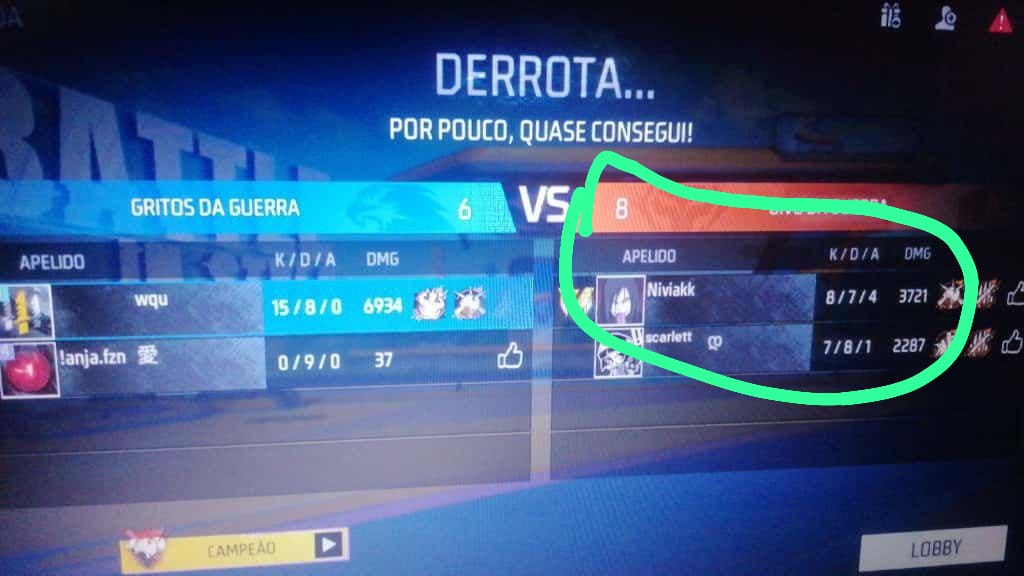 DERROTA...
POR POUCO, QUASE CONSEGUI!
GRITOS DA GUERRA 6 VS 8
APELIDO K / D / A DMG APELIDO K / D / A DMG
wqu 15 / 8 / 0 6934 Niviakk 8 / 7 / 4 3721
!anja.fzn 愛 0 / 9 / 0 37 scarlett ღ 7 / 8 / 1 2287
CAMPEÃO LOBBY